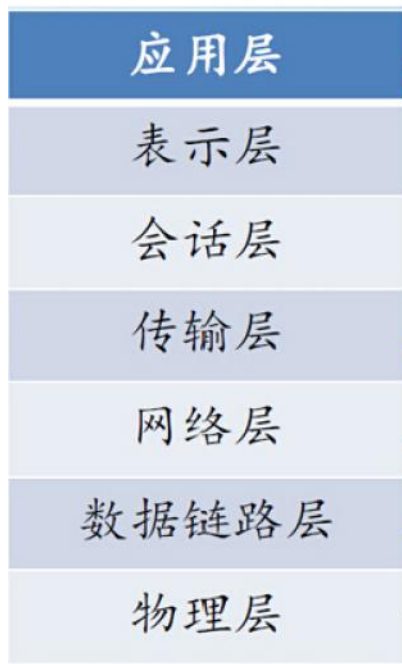 应用层
表示层
会话层
传输层
网络层
数据链路层
物理层